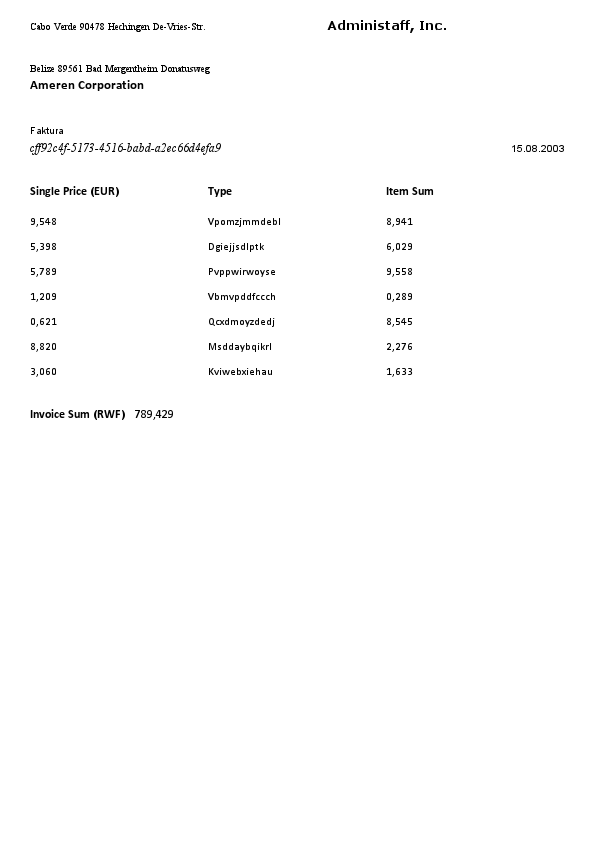 Cabo Verde 90478 Hechingen De-Vries-Str. Administaff, Inc.
Belize 89561 Bad Mergentheim Donatusweg
Ameren Corporation
Faktura
cff92c4f-5173-4516-babd-a2ec66d4efa9 15.08.2003
Single Price (EUR) Type Item Sum
9,548 Vpomzjmmdebl 8,941
5,398 Dgiejjsdlptk 6,029
5,789 Pvppwirwoyse 9,558
1,209 Vbmvpddfccch 0,289
0,621 Qcxdmoyzdedj 8,545
8,820 Msddaybqikrl 2,276
3,060 Kviwebxiehau 1,633
Invoice Sum (RWF) 789,429